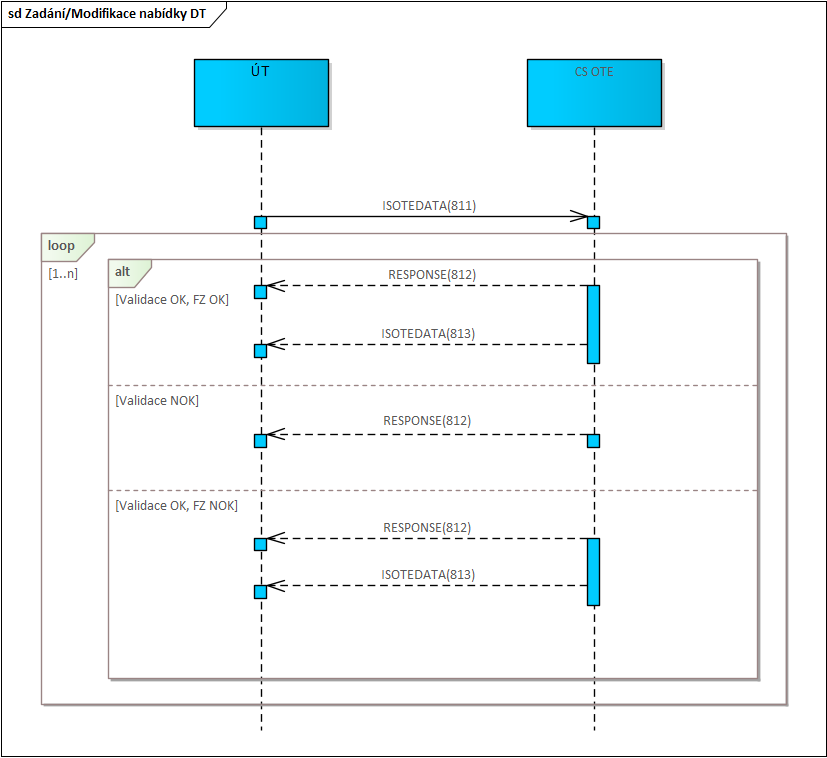 sd Zadání/Modifikace nabídky DT
ÚT
CS OTE
ISOTEDATA(811)
loop
[1..n]
alt
RESPONSE(812)
[Validace OK, FZ OK]
ISOTEDATA(813)
[Validace NOK]
RESPONSE(812)
[Validace OK, FZ NOK]
RESPONSE(812)
ISOTEDATA(813)